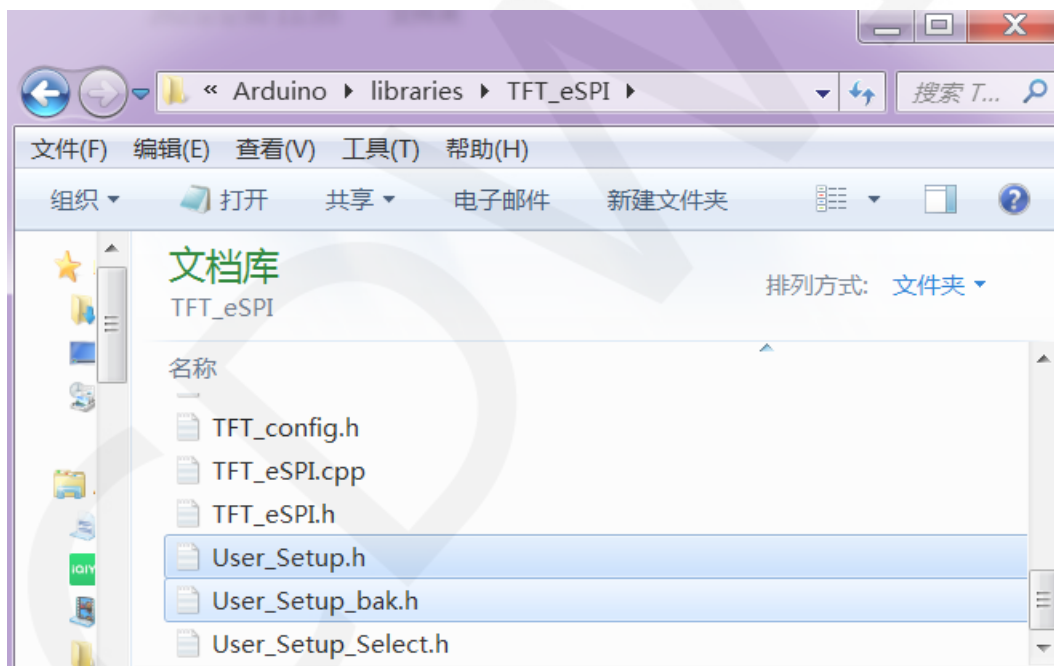 « Arduino ▸ libraries ▸ TFT_eSPI ▸ 搜索 T...
文件(F) 编辑(E) 查看(V) 工具(T) 帮助(H)
组织 打开 共享 电子邮件 新建文件夹
文档库
TFT_eSPI
排列方式: 文件夹
名称
TFT_config.h
TFT_eSPI.cpp
TFT_eSPI.h
User_Setup.h
User_Setup_bak.h
User_Setup_Select.h